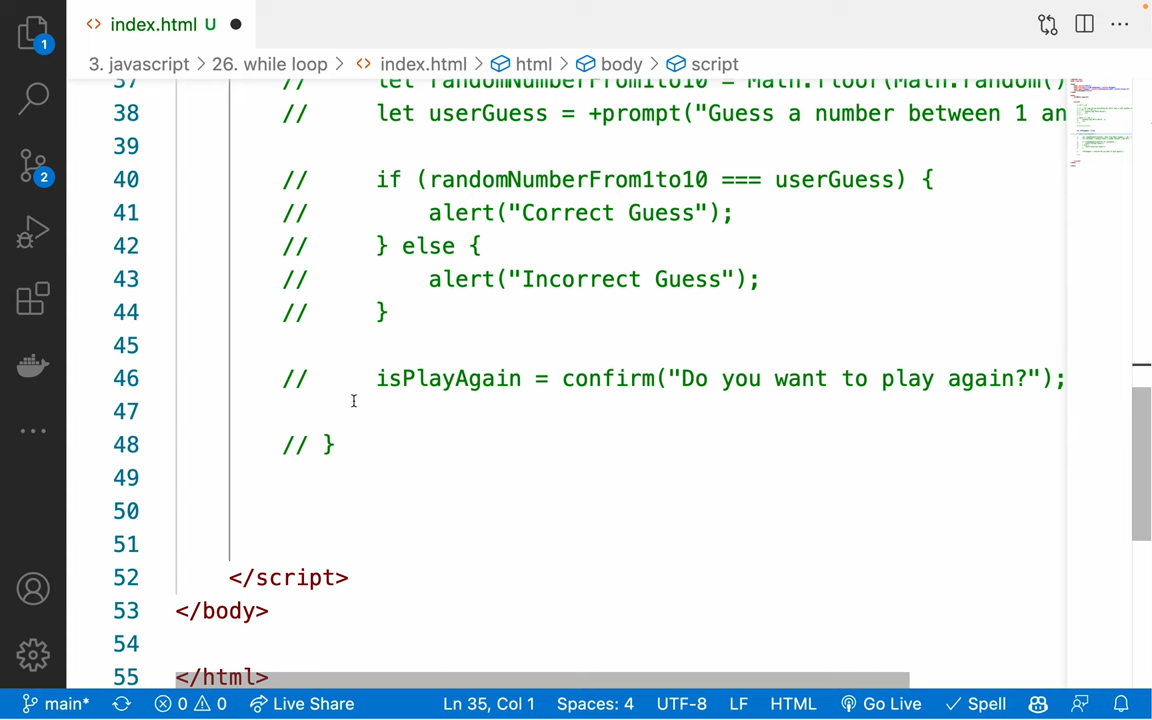 index.html U
3. javascript > 26. while loop > index.html > html > body > script
37 // let randomNumberFrom1to10 = Math.floor(Math.random()
38 // let userGuess = +prompt("Guess a number between 1 an
39
40 // if (randomNumberFrom1to10 === userGuess) {
41 // alert("Correct Guess");
42 // } else {
43 // alert("Incorrect Guess");
44 // }
45
46 // isPlayAgain = confirm("Do you want to play again?");
47
48 // }
49
50
51
52 </script>
53 </body>
54
55 </html>
1
2
main* 0 0 Live Share Ln 35, Col 1 Spaces: 4 UTF-8 LF HTML Go Live Spell